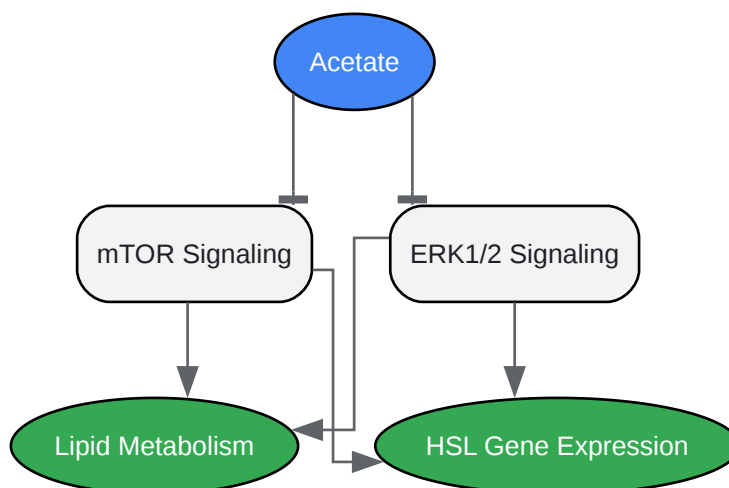 Acetate
mTOR Signaling
ERK1/2 Signaling
Lipid Metabolism
HSL Gene Expression